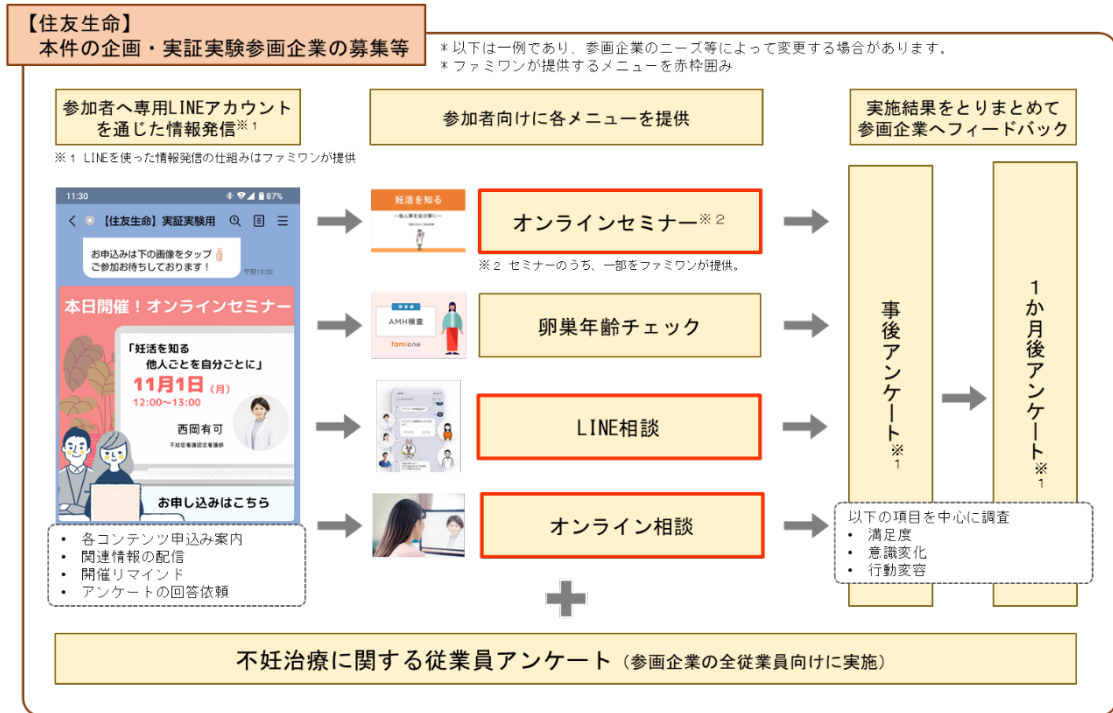 【住友生命】
本件の企画・実証実験参画企業の募集等
＊以下は一例であり、参画企業のニーズ等によって変更する場合があります。
＊ファミワンが提供するメニューを赤枠囲み
参加者へ専用LINEアカウント
を通じた情報発信※1
※1 LINEを使った情報発信の仕組みはファミワンが提供
参加者向けに各メニューを提供
実施結果をとりまとめて
参画企業へフィードバック
11:30
87%
【住友生命】実証実験用
お申込みは下の画像をタップ
ご参加お待ちしております！
午前10:00
本日開催！オンラインセミナー
「妊活を知る
他人ごとを自分ごとに」
11月1日（月）
12:00〜13:00
西岡有可
不妊症看護認定看護師
お申し込みはこちら
• 各コンテンツ申込み案内
• 関連情報の配信
• 開催リマインド
• アンケートの回答依頼
妊活を知る
オンラインセミナー※2
※2 セミナーのうち、一部をファミワンが提供。
AMH検査
famione
卵巣年齢チェック
LINE相談
オンライン相談
事後アンケート※1
1か月後アンケート※1
以下の項目を中心に調査
• 満足度
• 意識変化
• 行動変容
不妊治療に関する従業員アンケート（参画企業の全従業員向けに実施）